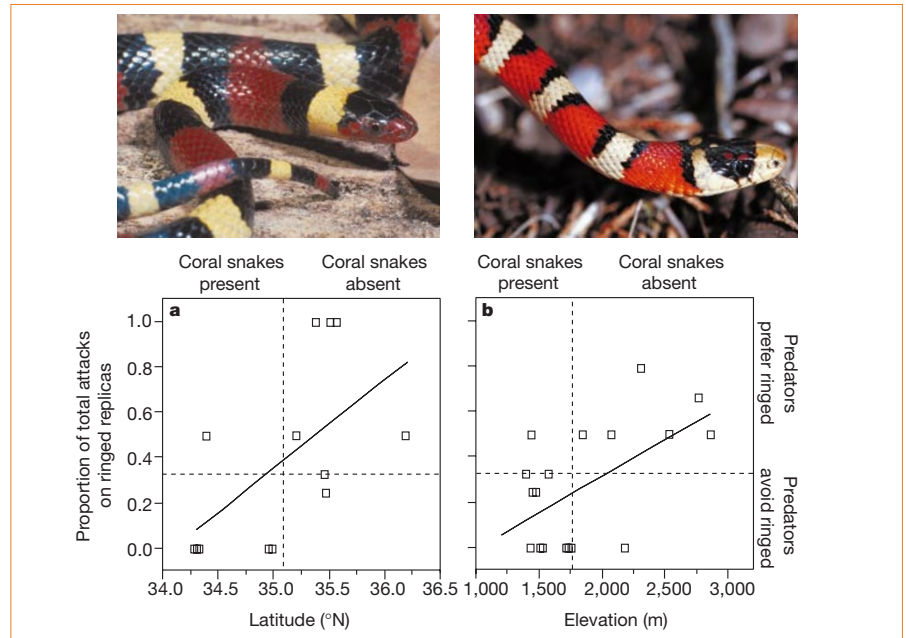 Coral snakes
present
Coral snakes
absent
Coral snakes
present
Coral snakes
absent
a
b
Proportion of total attacks
on ringed replicas
1.0
0.8
0.6
0.4
0.2
0.0
Predators
prefer ringed
Predators
avoid ringed
34.0 34.5 35.0 35.5 36.0 36.5
1,000 1,500 2,000 2,500 3,000
Latitude (°N)
Elevation (m)